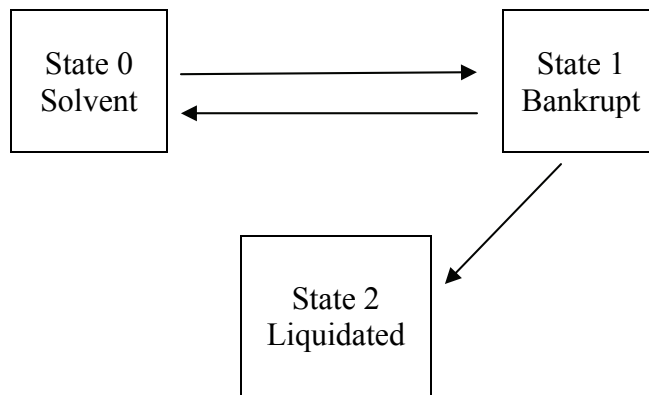 State 0
Solvent
State 1
Bankrupt
State 2
Liquidated